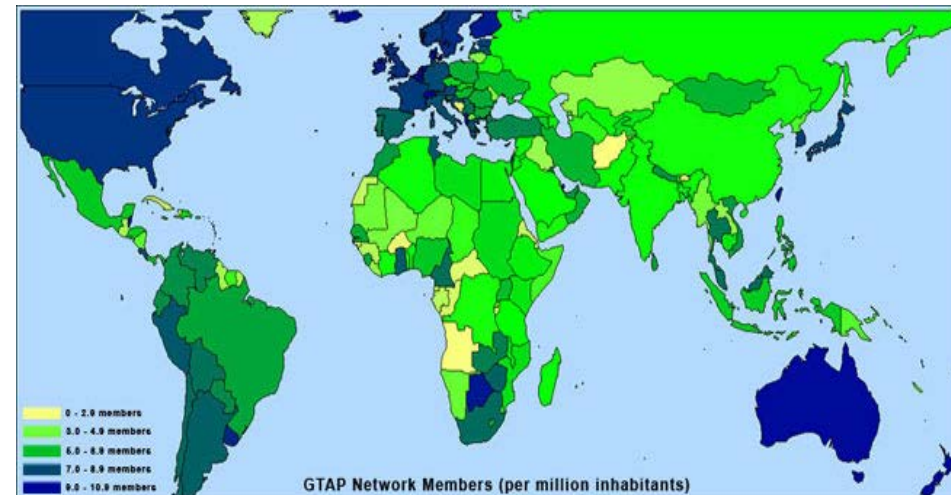 0 - 2.9 members
3.0 - 4.9 members
5.0 - 6.9 members
7.0 - 8.9 members
9.0 - 10.9 members
GTAP Network Members (per million inhabitants)